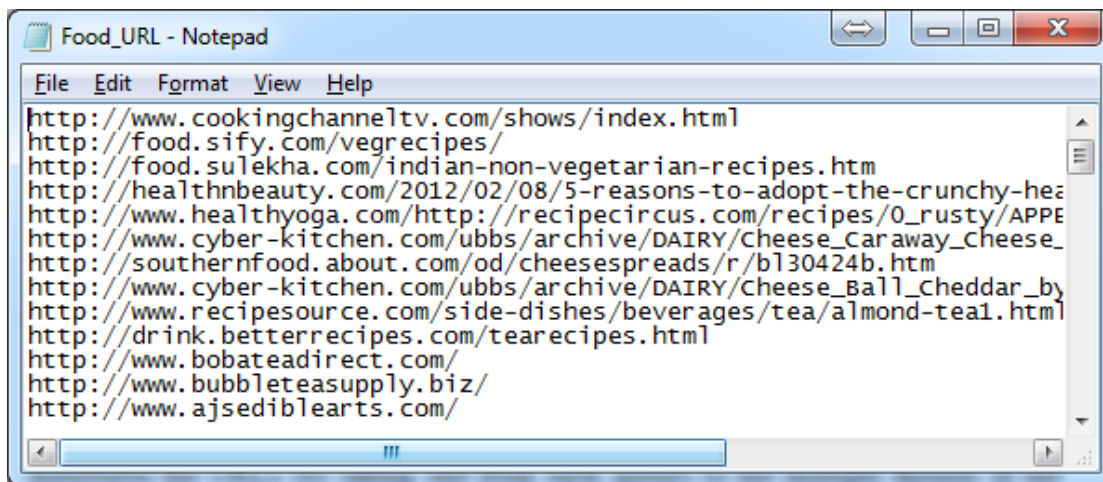 Food_URL - Notepad
File Edit Format View Help
http://www.cookingchanneltv.com/shows/index.html
http://food.sify.com/vegrecipes/
http://food.sulekha.com/indian-non-vegetarian-recipes.htm
http://healthnbeauty.com/2012/02/08/5-reasons-to-adopt-the-crunchy-hea
http://www.healthyoga.com/http://recipecircus.com/recipes/0_rusty/APPE
http://www.cyber-kitchen.com/ubbs/archive/DAIRY/Cheese_Caraway_Cheese_
http://southernfood.about.com/od/cheesespreads/r/bl30424b.htm
http://www.cyber-kitchen.com/ubbs/archive/DAIRY/Cheese_Ball_Cheddar_by
http://www.recipesource.com/side-dishes/beverages/tea/almond-tea1.html
http://drink.betterrecipes.com/tearecipes.html
http://www.bobateadirect.com/
http://www.bubbleteasupply.biz/
http://www.ajsediblearts.com/